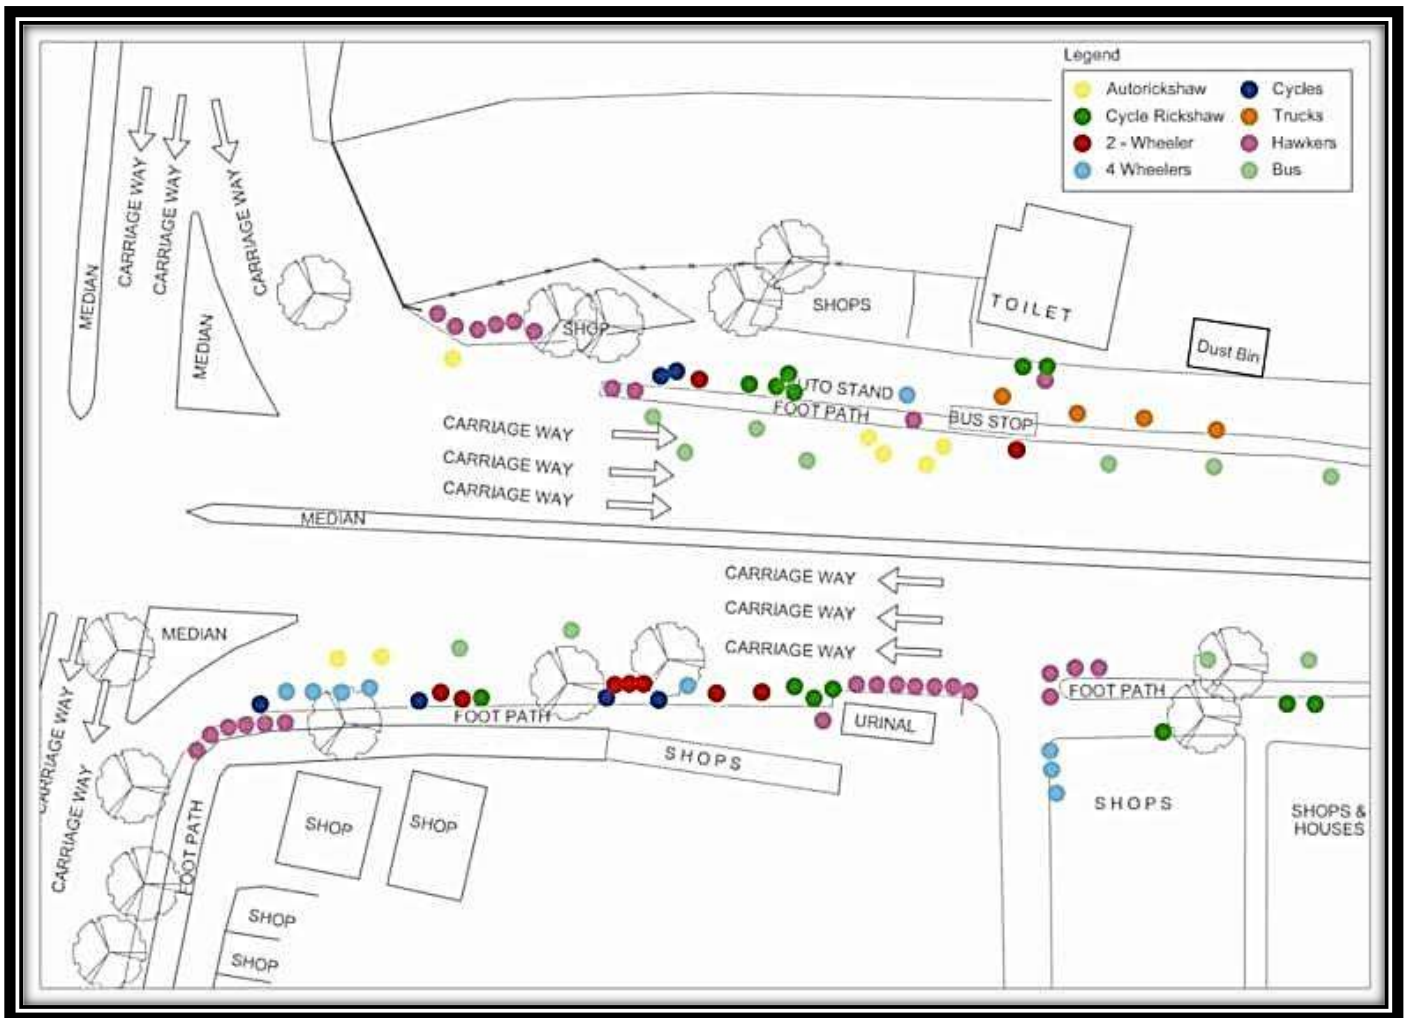 Legend
Autorickshaw
Cycles
Cycle Rickshaw
Trucks
2 - Wheeler
Hawkers
4 Wheelers
Bus
CARRIAGE WAY
CARRIAGE WAY
CARRIAGE WAY
MEDIAN
MEDIAN
SHOP
SHOPS
TOILET
Dust Bin
UTO STAND
FOOT PATH
BUS STOP
CARRIAGE WAY
CARRIAGE WAY
CARRIAGE WAY
MEDIAN
CARRIAGE WAY
CARRIAGE WAY
CARRIAGE WAY
MEDIAN
FOOT PATH
FOOT PATH
URINAL
SHOPS
CARRIAGE WAY
CARRIAGE WAY
FOOT PATH
SHOP
SHOP
SHOPS
SHOPS &
HOUSES
SHOP
SHOP